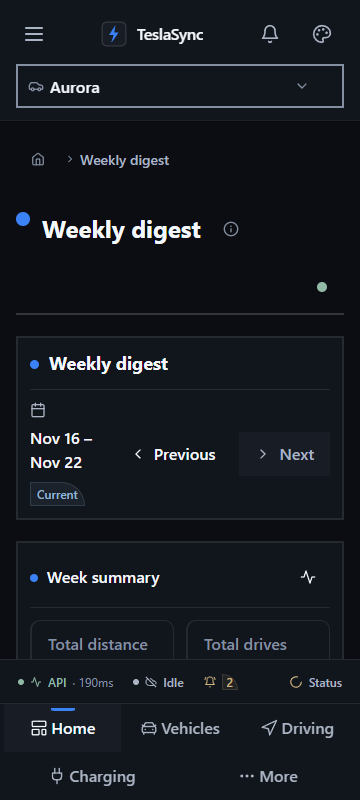 TeslaSync
Aurora
Weekly digest
Weekly digest
Weekly digest
Nov 16 –
Nov 22
Previous
Next
Current
Week summary
Total distance
Total drives
API · 190ms
Idle
2
Status
Home
Vehicles
Driving
Charging
More